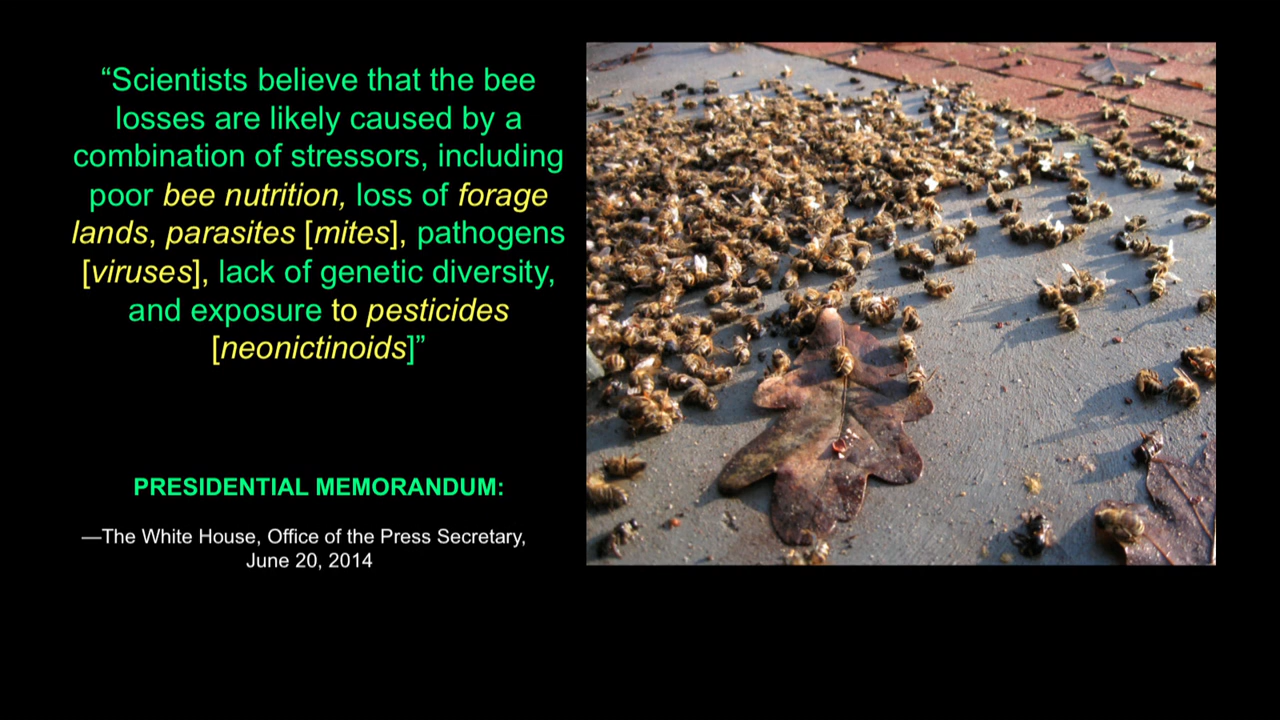 “Scientists believe that the bee
losses are likely caused by a
combination of stressors, including
poor bee nutrition, loss of forage
lands, parasites [mites], pathogens
[viruses], lack of genetic diversity,
and exposure to pesticides
[neonictinoids]”
PRESIDENTIAL MEMORANDUM:
—The White House, Office of the Press Secretary,
June 20, 2014